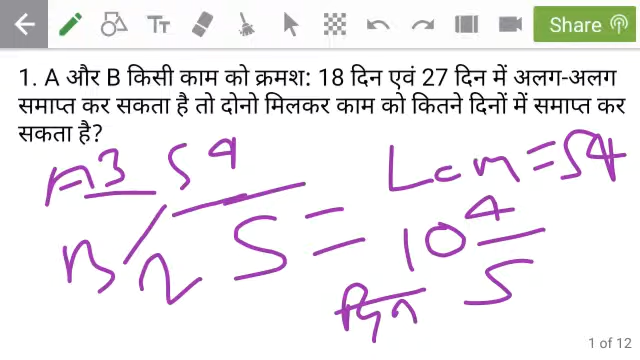 Share
1. A और B किसी काम को क्रमश: 18 दिन एवं 27 दिन में अलग-अलग
समाप्त कर सकता है तो दोनो मिलकर काम को कितने दिनों में समाप्त कर
सकता है?
A 3 54 Lcm = 54
B 2 5 = 10 4/5
दिन
1 of 12